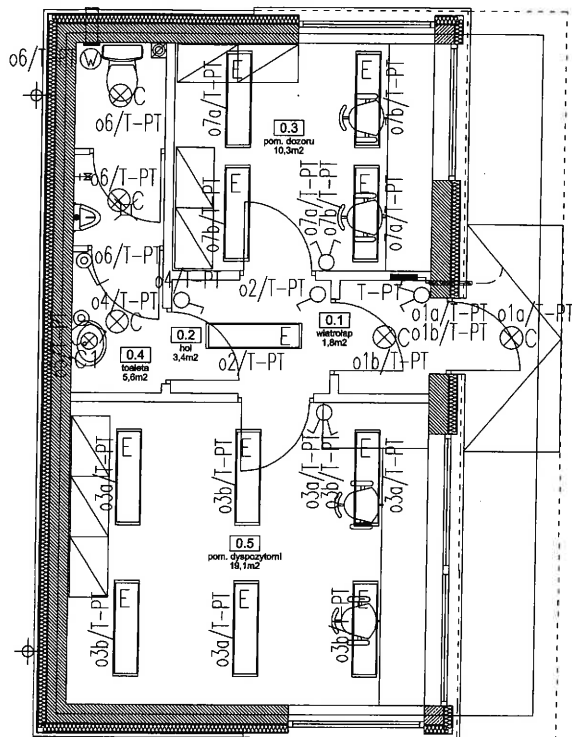 o6/T-PT
W
C
o6/T-PT
o7a/T-PT
E
E
o7b/T-PT
0.3
pom. dozoru
10,3m2
o6/T-PT
C
o7a/T-PT
o7b/T-PT
E
E
o7b/T-PT
o7a/T-PT
o6/T-PT
o4/T-PT
o2/T-PT
T-PT
o4/T-PT
C
o1a/T-PT
o1b/T-PT
o1a/T-PT
C
0.2
hol
3,4m2
E
o2/T-PT
0.1
wiatrołap
1,8m2
C
o1b/T-PT
0.4
toaleta
5,6m2
E
o3a/T-PT
E
o3b/T-PT
o3a/T-PT
o3b/T-PT
E
o3a/T-PT
0.5
pom. dyspozytorni
19,1m2
E
o3b/T-PT
E
o3a/T-PT
E
o3b/T-PT